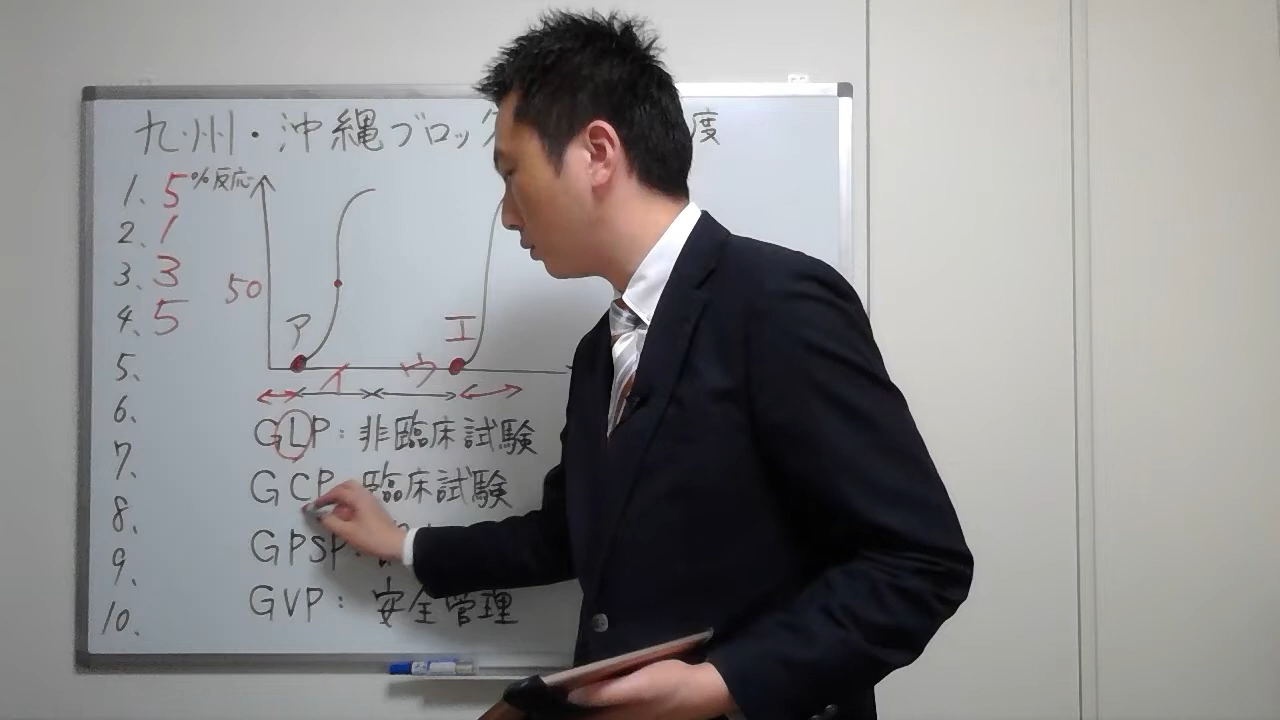 九州・沖縄ブロック 度
1. 5
2. 1
3. 3
4. 5
5.
6.
7.
8.
9.
10.
%反応
50
ア
エ
イ
ウ
GLP:非臨床試験
GCP:臨床試験
GPSP:
GVP:安全管理